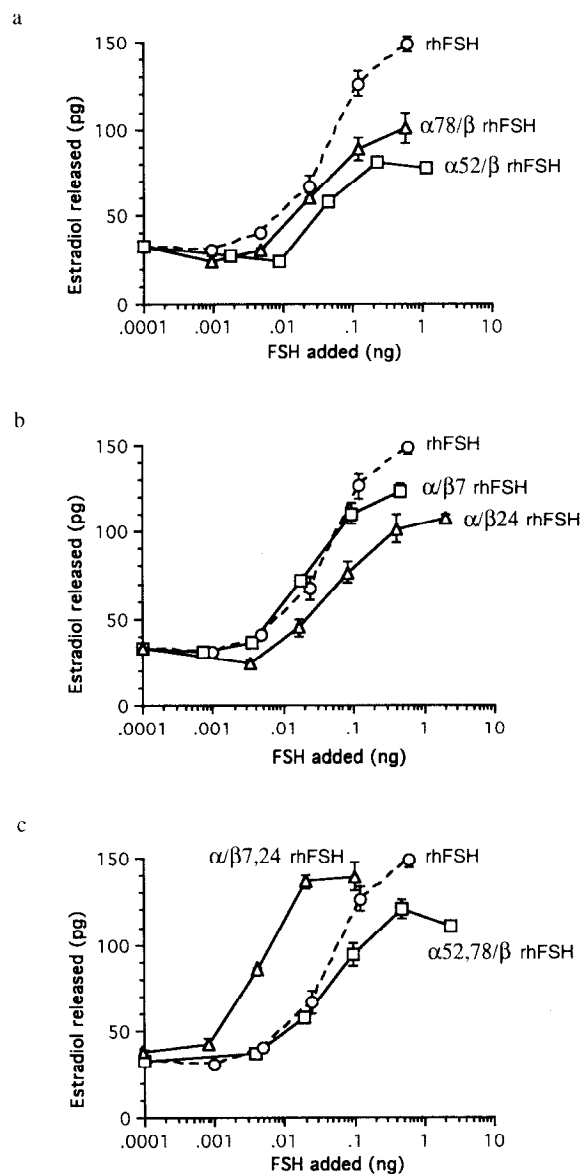 a
150
rhFSH
100
α78/β rhFSH
α52/β rhFSH
50
0
Estradiol released (pg)
.0001 .001 .01 .1 1 10
FSH added (ng)
b
150
rhFSH
α/β7 rhFSH
100
α/β24 rhFSH
50
0
Estradiol released (pg)
.0001 .001 .01 .1 1 10
FSH added (ng)
c
α/β7,24 rhFSH
rhFSH
150
100
α52,78/β rhFSH
50
0
Estradiol released (pg)
.0001 .001 .01 .1 1 10
FSH added (ng)